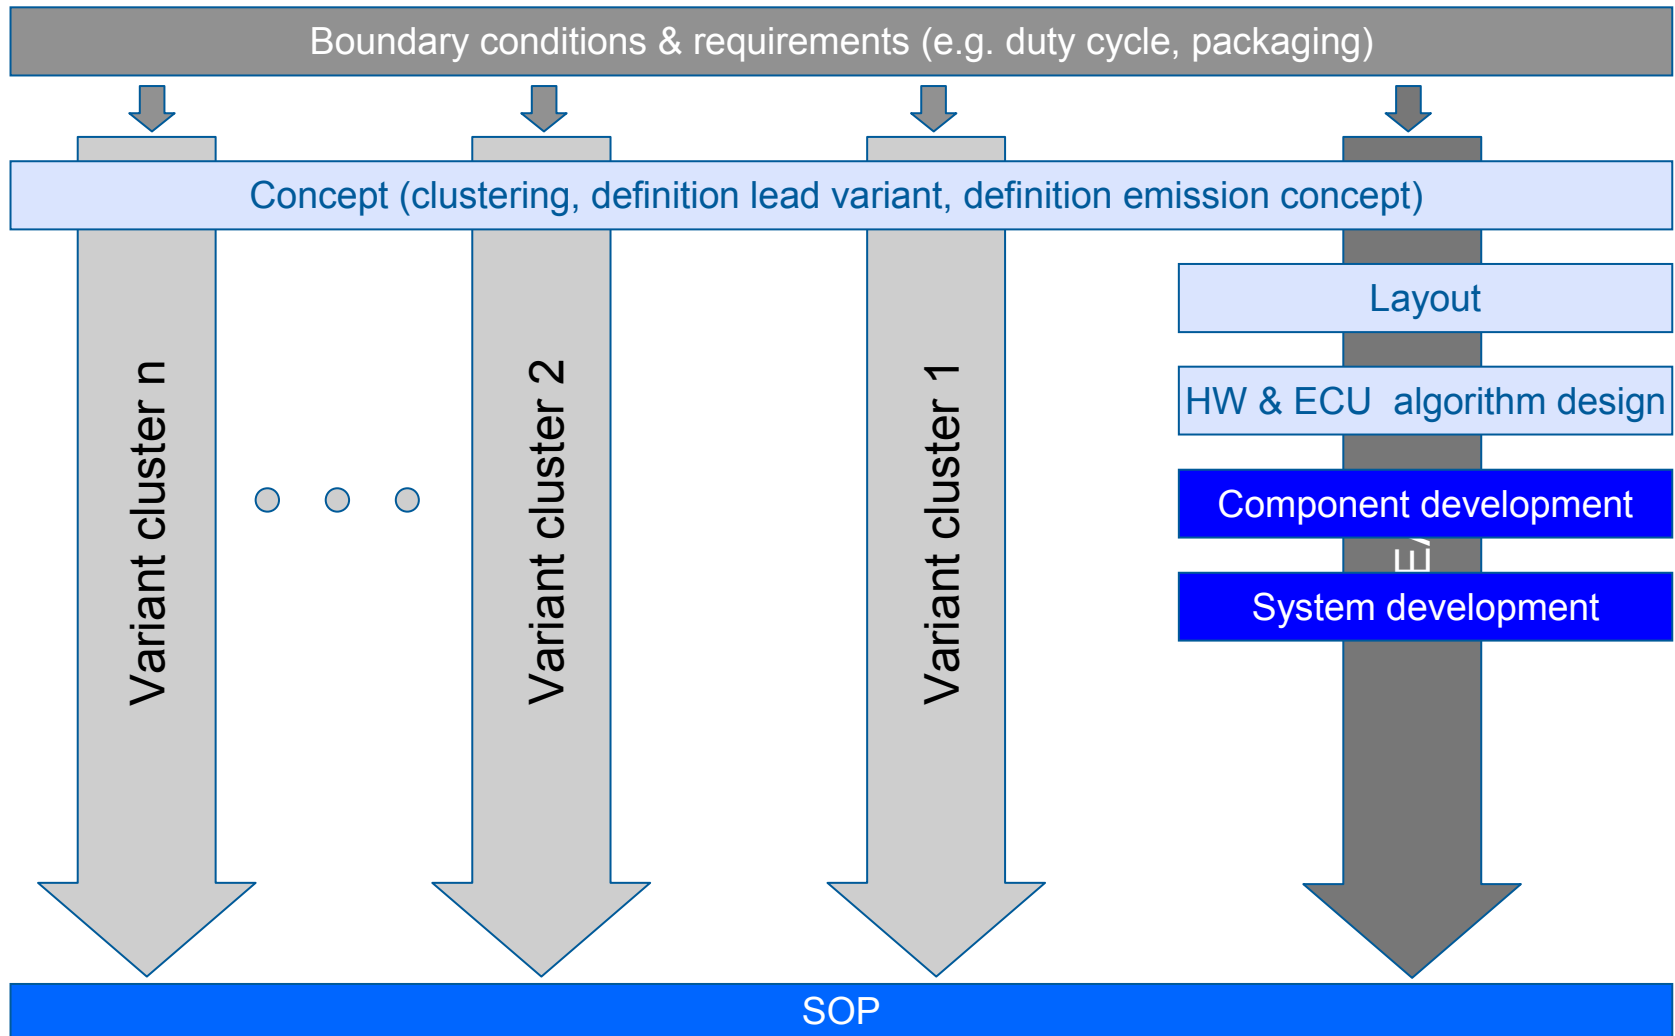 Boundary conditions & requirements (e.g. duty cycle, packaging)
Concept (clustering, definition lead variant, definition emission concept)
Layout
HW & ECU algorithm design
Component development
System development
Variant cluster n
Variant cluster 2
Variant cluster 1
SOP